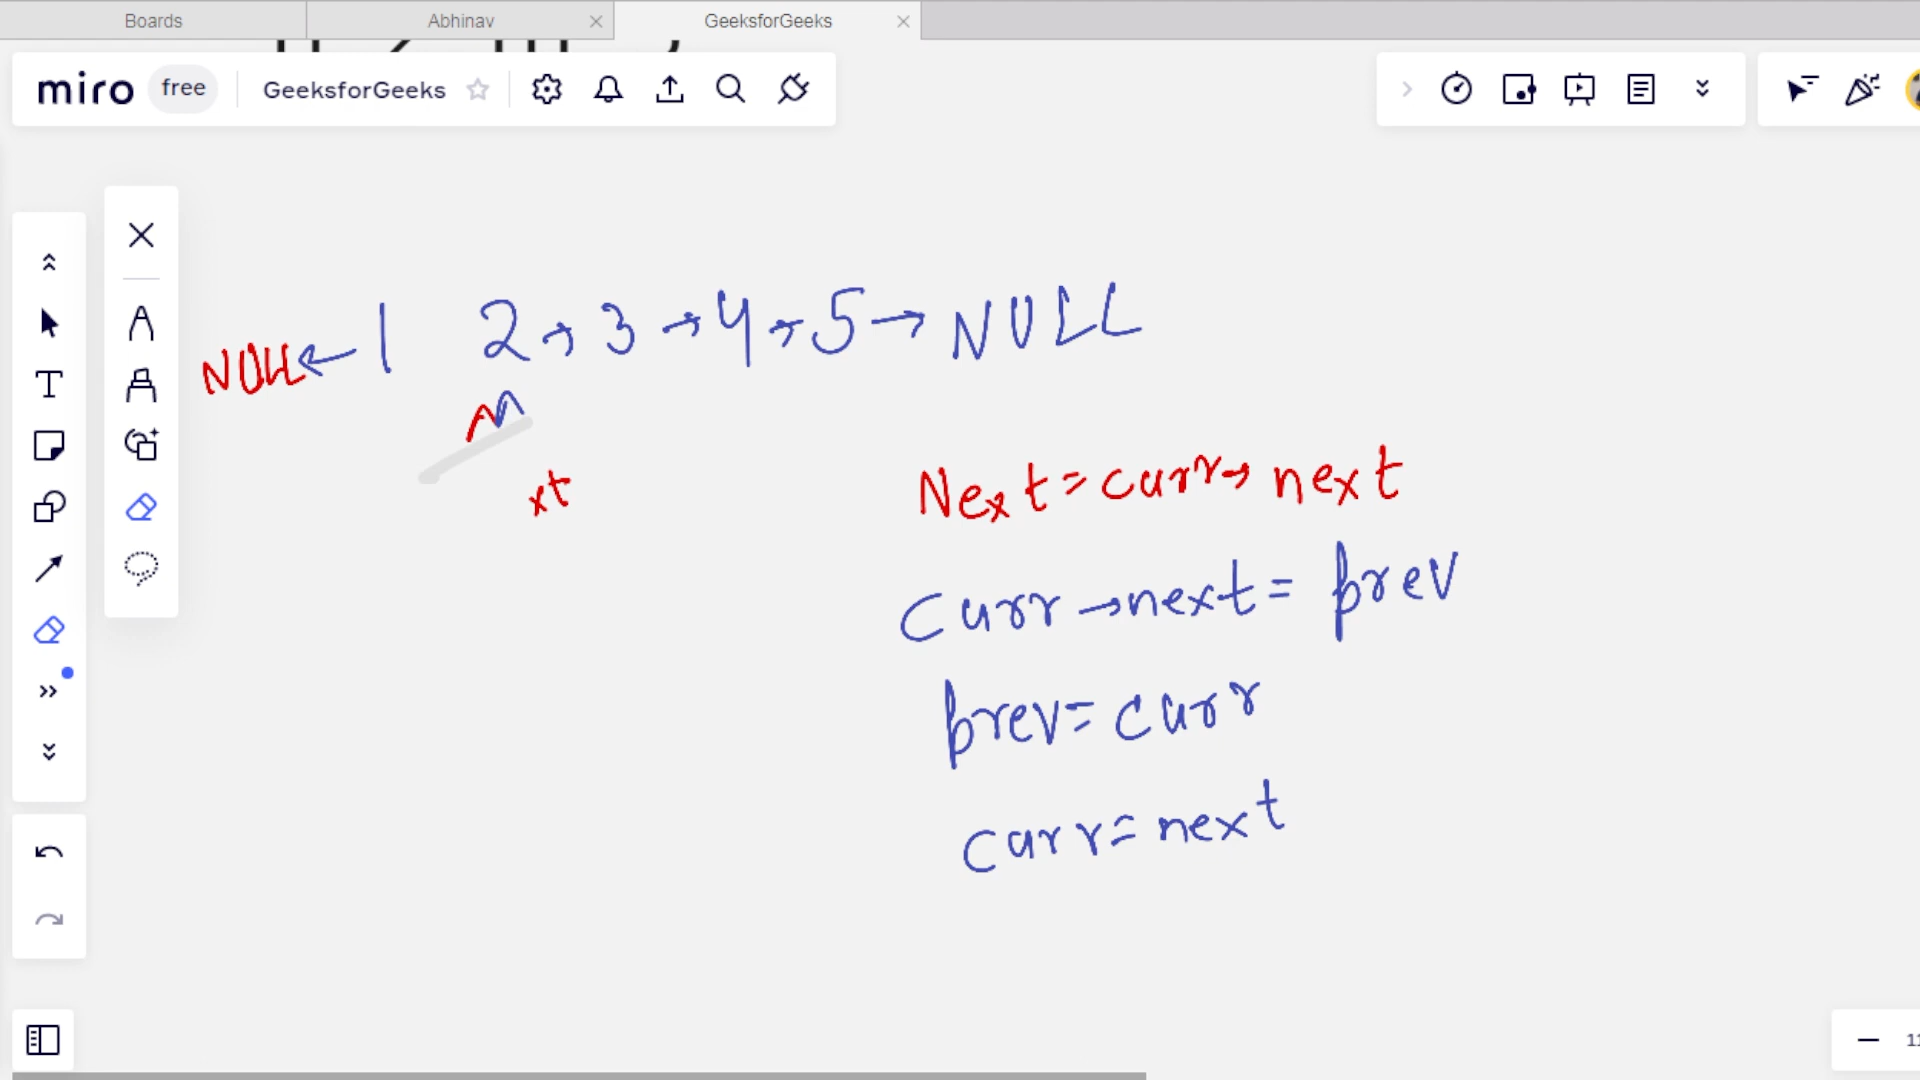 Boards Abhinav GeeksforGeeks
miro free GeeksforGeeks
NULL ← 1 2 → 3 → 4 → 5 → NULL
xt
Next = curr → next
Curr → next = prev
prev = curr
curr = next